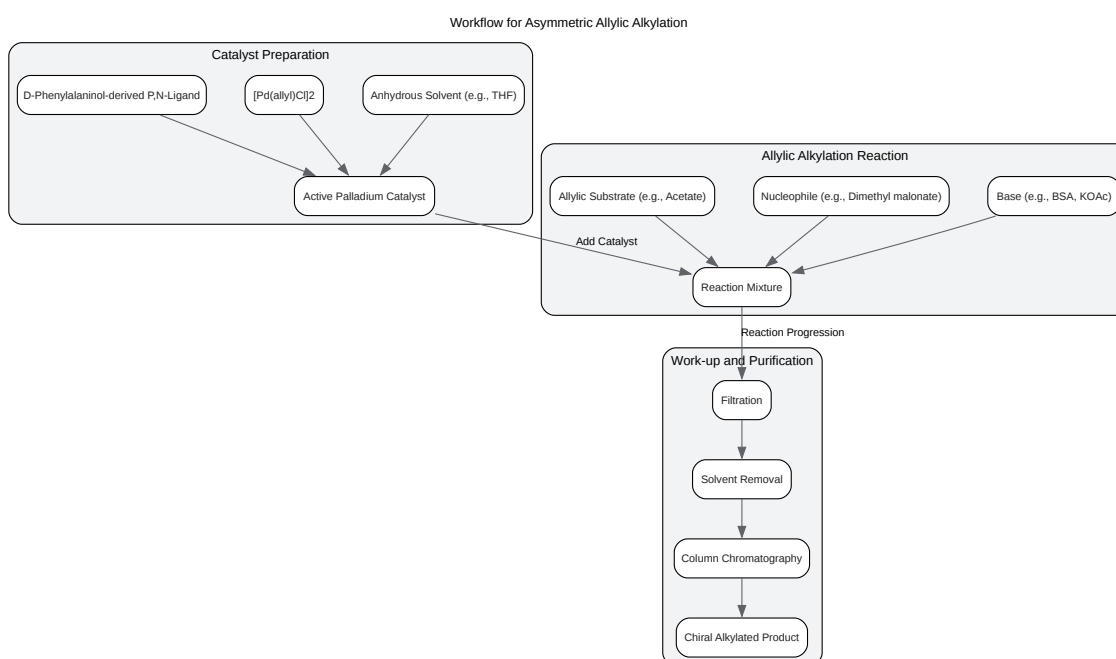 Workflow for Asymmetric Allylic Alkylation
Catalyst Preparation
D-Phenylalaninol-derived P,N-Ligand
[Pd(allyl)Cl]2
Anhydrous Solvent (e.g., THF)
Active Palladium Catalyst
Allylic Alkylation Reaction
Allylic Substrate (e.g., Acetate)
Nucleophile (e.g., Dimethyl malonate)
Base (e.g., BSA, KOAc)
Add Catalyst
Reaction Mixture
Reaction Progression
Work-up and Purification
Filtration
Solvent Removal
Column Chromatography
Chiral Alkylated Product